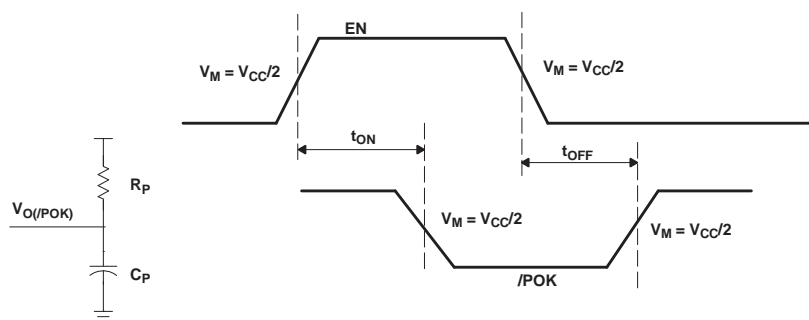 EN
V_M = V_CC/2
V_M = V_CC/2
t_ON
t_OFF
R_P
V_O(/POK)
V_M = V_CC/2
V_M = V_CC/2
C_P
/POK